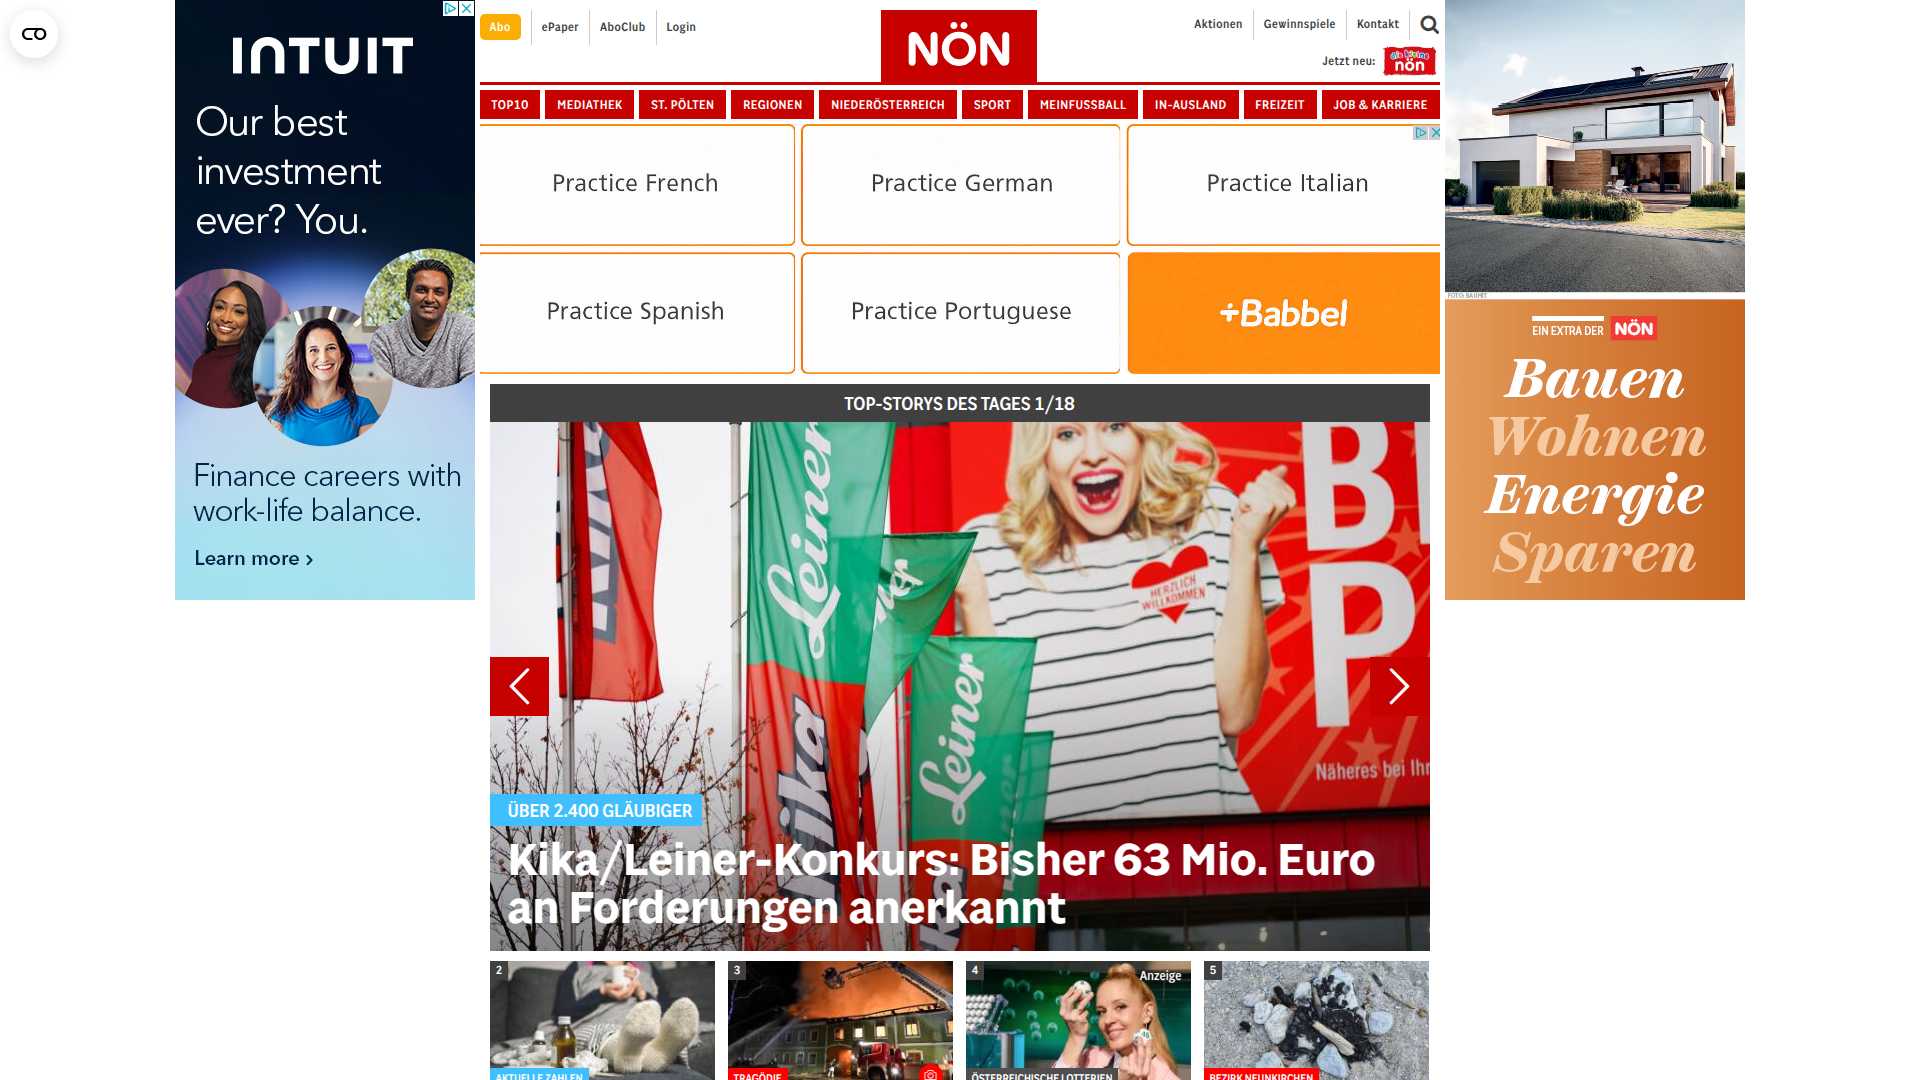 INTUIT
Our best
investment
ever? You.
Finance careers with
work-life balance.
Learn more ›
Abo
ePaper
AboClub
Login
NÖN
Aktionen
Gewinnspiele
Kontakt
Jetzt neu:
die kleine
nön
TOP10
MEDIATHEK
ST. PÖLTEN
REGIONEN
NIEDERÖSTERREICH
SPORT
MEINFUSSBALL
IN-AUSLAND
FREIZEIT
JOB & KARRIERE
Practice French
Practice German
Practice Italian
Practice Spanish
Practice Portuguese
+Babbel
TOP-STORYS DES TAGES 1/18
Leiner
Leiner
kika
HERZLICH
WILLKOMMEN
Näheres bei Ihr
ÜBER 2.400 GLÄUBIGER
Kika/Leiner-Konkurs: Bisher 63 Mio. Euro
an Forderungen anerkannt
2
AKTUELLE ZAHLEN
3
TRAGÖDIE
4
Anzeige
ÖSTERREICHISCHE LOTTERIEN
5
BEZIRK NEUNKIRCHEN
FOTO: BAUMIT
EIN EXTRA DER NÖN
Bauen
Wohnen
Energie
Sparen